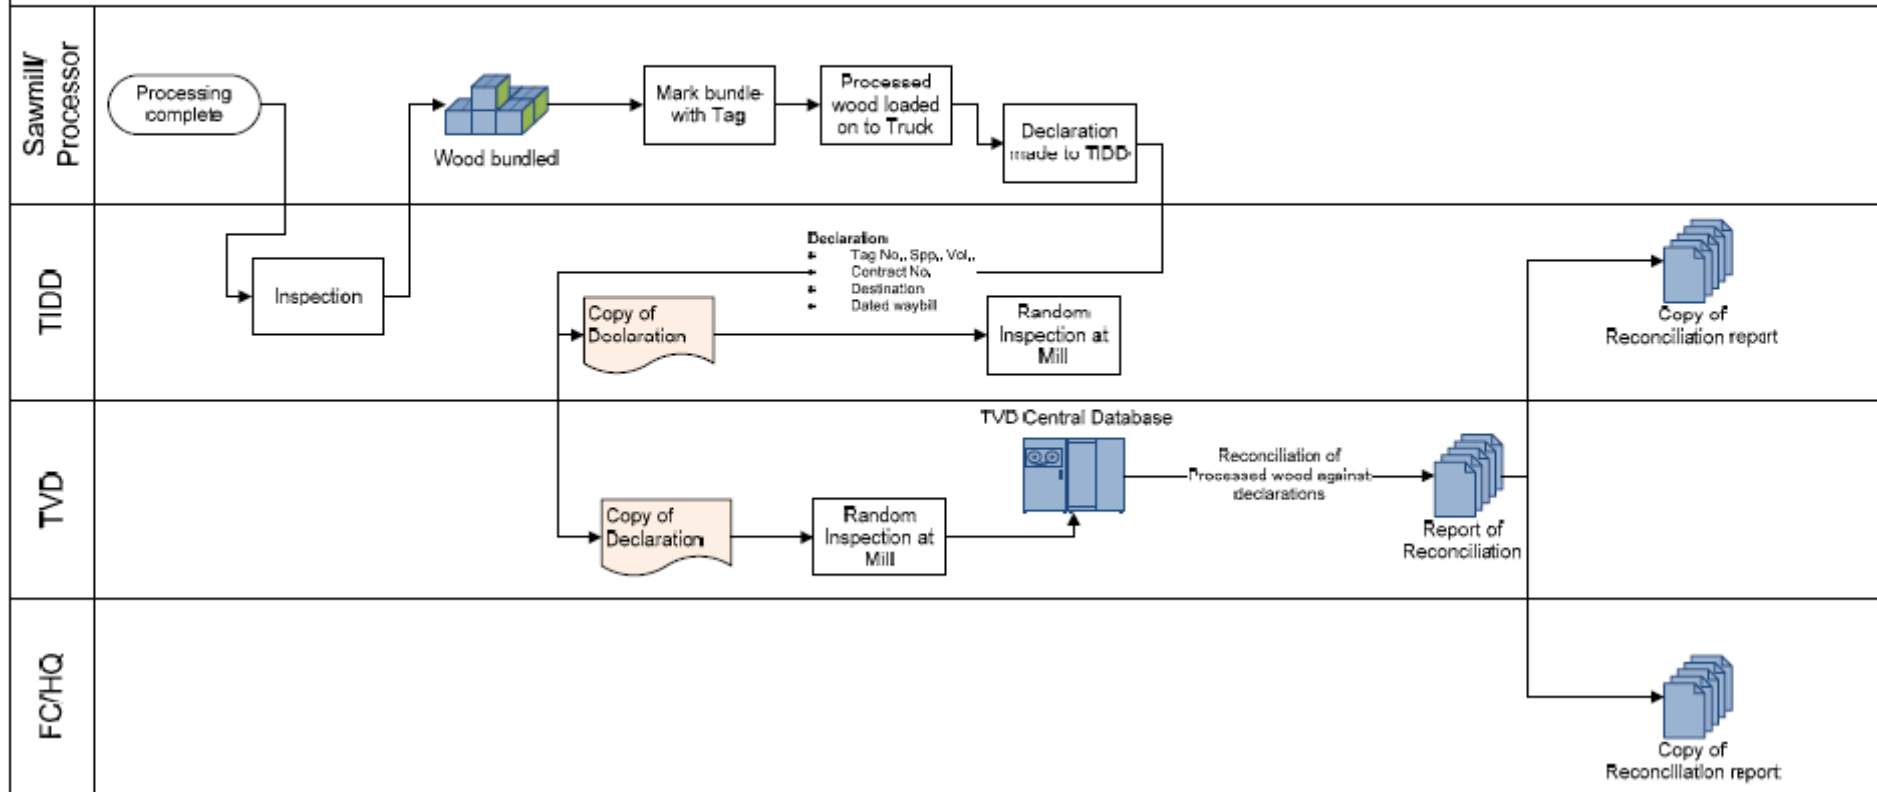 Sawmill/
Processor
Processing
complete
Wood bundled
Mark bundle
with Tag
Processed
wood loaded
on to Truck
Declaration
made to TIDD
TIDD
Inspection
Declaration
Tag No., Spp., Vol.,
Contract No.
Destination
Dated waybill
Copy of
Declaration
Random
Inspection at
Mill
Copy of
Reconciliation report
TVD
Copy of
Declaration
Random
Inspection at
Mill
TVD Central Database
Reconciliation of
Processed wood against
declarations
Report of
Reconciliation
FC/HQ
Copy of
Reconciliation report